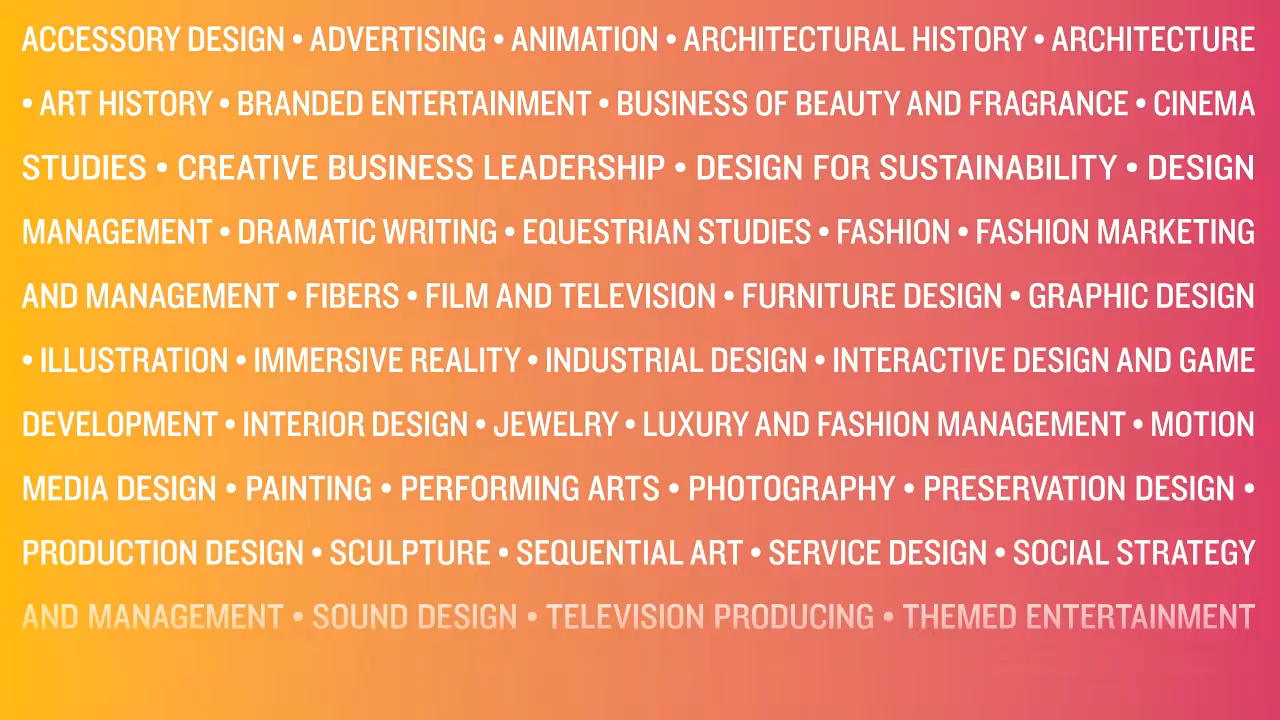 ACCESSORY DESIGN • ADVERTISING • ANIMATION • ARCHITECTURAL HISTORY • ARCHITECTURE
• ART HISTORY • BRANDED ENTERTAINMENT • BUSINESS OF BEAUTY AND FRAGRANCE • CINEMA
STUDIES • CREATIVE BUSINESS LEADERSHIP • DESIGN FOR SUSTAINABILITY • DESIGN
MANAGEMENT • DRAMATIC WRITING • EQUESTRIAN STUDIES • FASHION • FASHION MARKETING
AND MANAGEMENT • FIBERS • FILM AND TELEVISION • FURNITURE DESIGN • GRAPHIC DESIGN
• ILLUSTRATION • IMMERSIVE REALITY • INDUSTRIAL DESIGN • INTERACTIVE DESIGN AND GAME
DEVELOPMENT • INTERIOR DESIGN • JEWELRY • LUXURY AND FASHION MANAGEMENT • MOTION
MEDIA DESIGN • PAINTING • PERFORMING ARTS • PHOTOGRAPHY • PRESERVATION DESIGN •
PRODUCTION DESIGN • SCULPTURE • SEQUENTIAL ART • SERVICE DESIGN • SOCIAL STRATEGY
AND MANAGEMENT • SOUND DESIGN • TELEVISION PRODUCING • THEMED ENTERTAINMENT